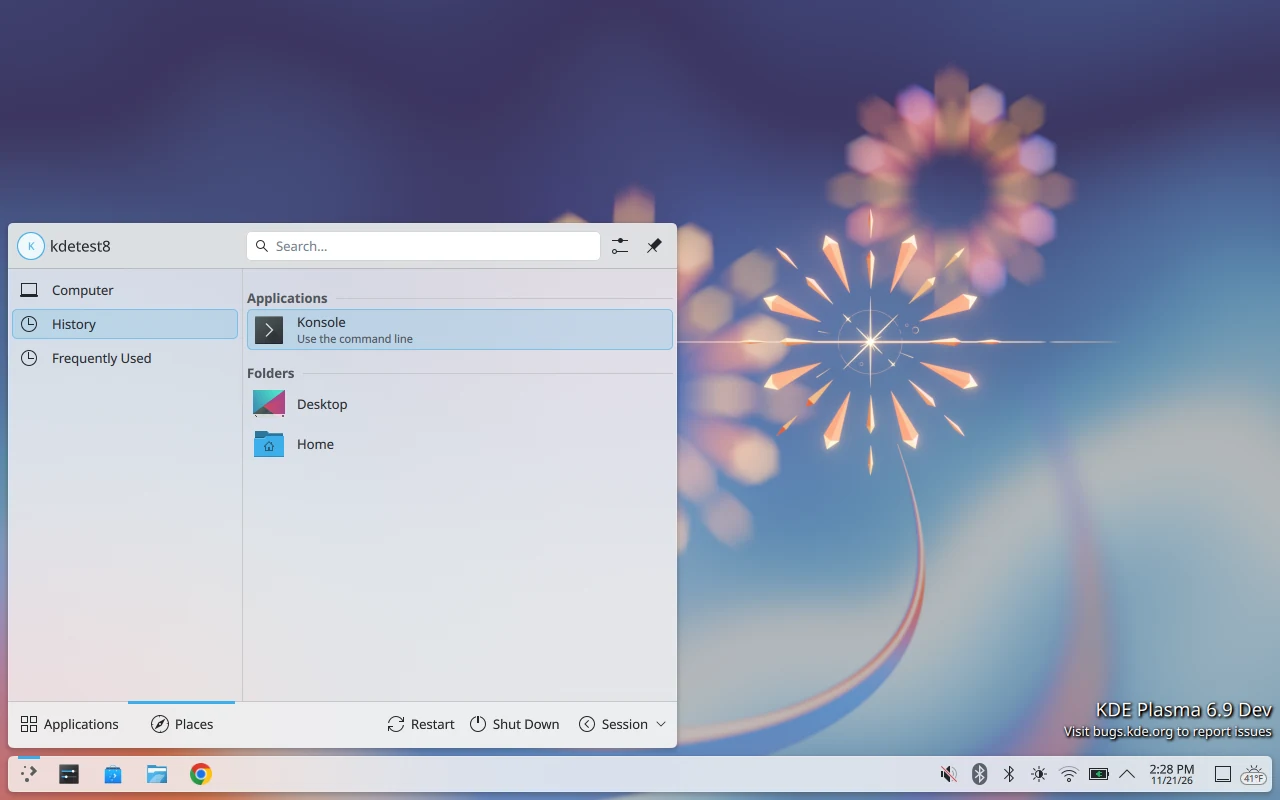 K
kdetest8
Search...
Computer
History
Frequently Used
Applications
Konsole
Use the command line
Folders
Desktop
Home
Applications
Places
Restart
Shut Down
Session
KDE Plasma 6.9 Dev
Visit bugs.kde.org to report issues
2:28 PM
11/21/26
41°F